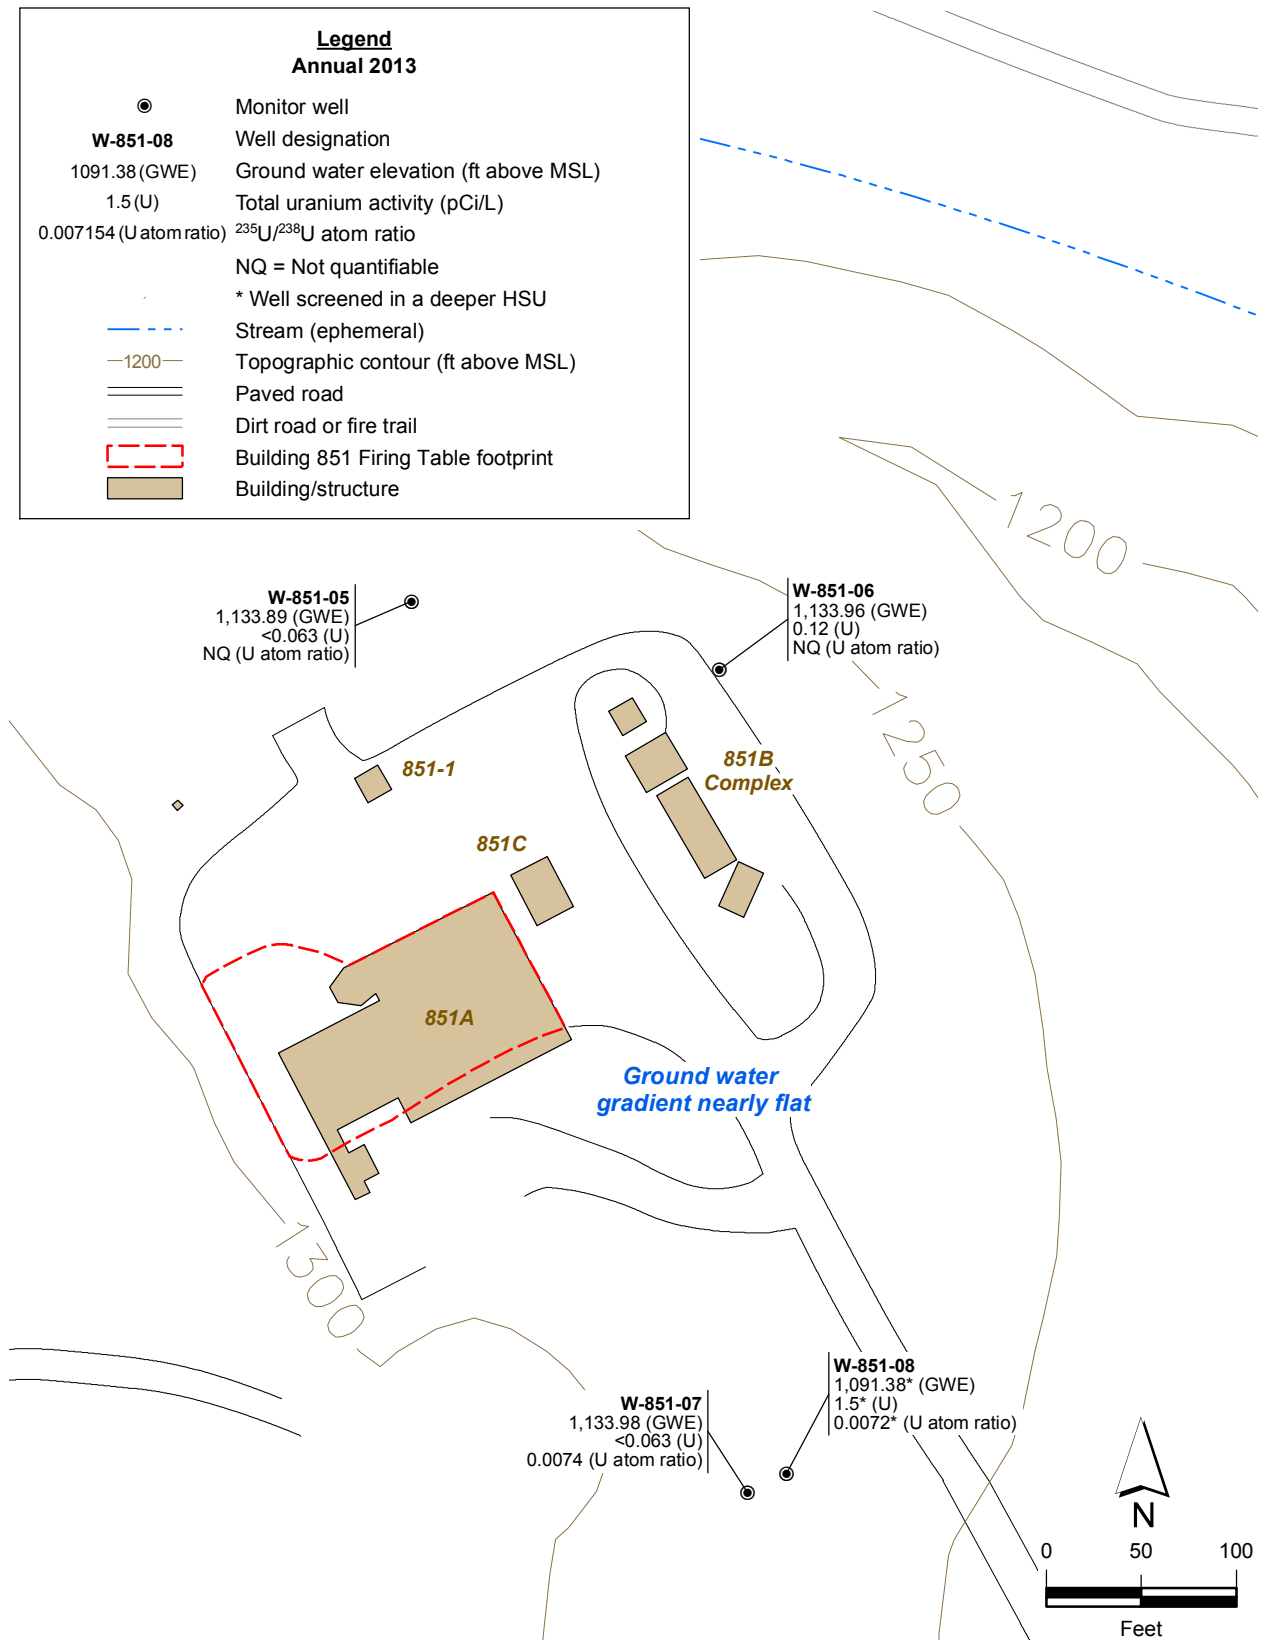 Legend
Annual 2013
Monitor well
W-851-08 Well designation
1091.38 (GWE) Ground water elevation (ft above MSL)
1.5 (U) Total uranium activity (pCi/L)
0.007154 (U atom ratio) ²³⁵U/²³⁸U atom ratio
NQ = Not quantifiable
* Well screened in a deeper HSU
Stream (ephemeral)
1200 Topographic contour (ft above MSL)
Paved road
Dirt road or fire trail
Building 851 Firing Table footprint
Building/structure
1200
W-851-05
1,133.89 (GWE)
<0.063 (U)
NQ (U atom ratio)
W-851-06
1,133.96 (GWE)
0.12 (U)
NQ (U atom ratio)
1250
851-1
851B
Complex
851C
851A
Ground water
gradient nearly flat
1300
W-851-07
1,133.98 (GWE)
<0.063 (U)
0.0074 (U atom ratio)
W-851-08
1,091.38* (GWE)
1.5* (U)
0.0072* (U atom ratio)
N
0 50 100
Feet